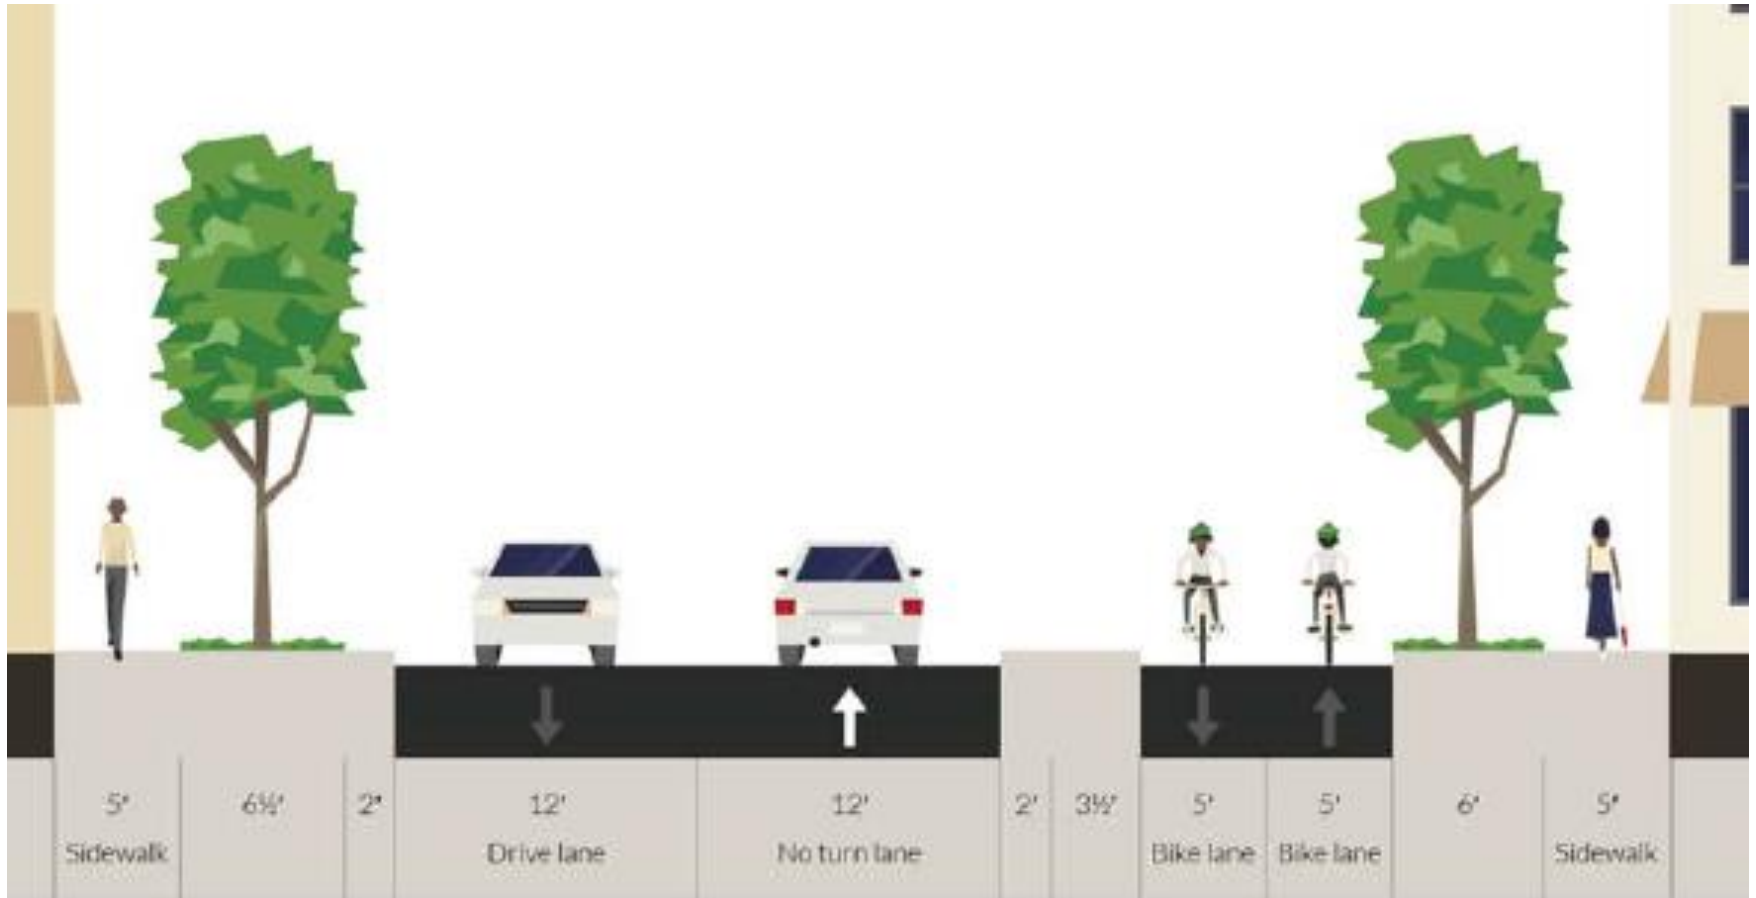 5' 6½' 2' 12' 12' 2' 3½' 5' 5' 6' 5'
Sidewalk Drive lane No turn lane Bike lane Bike lane Sidewalk